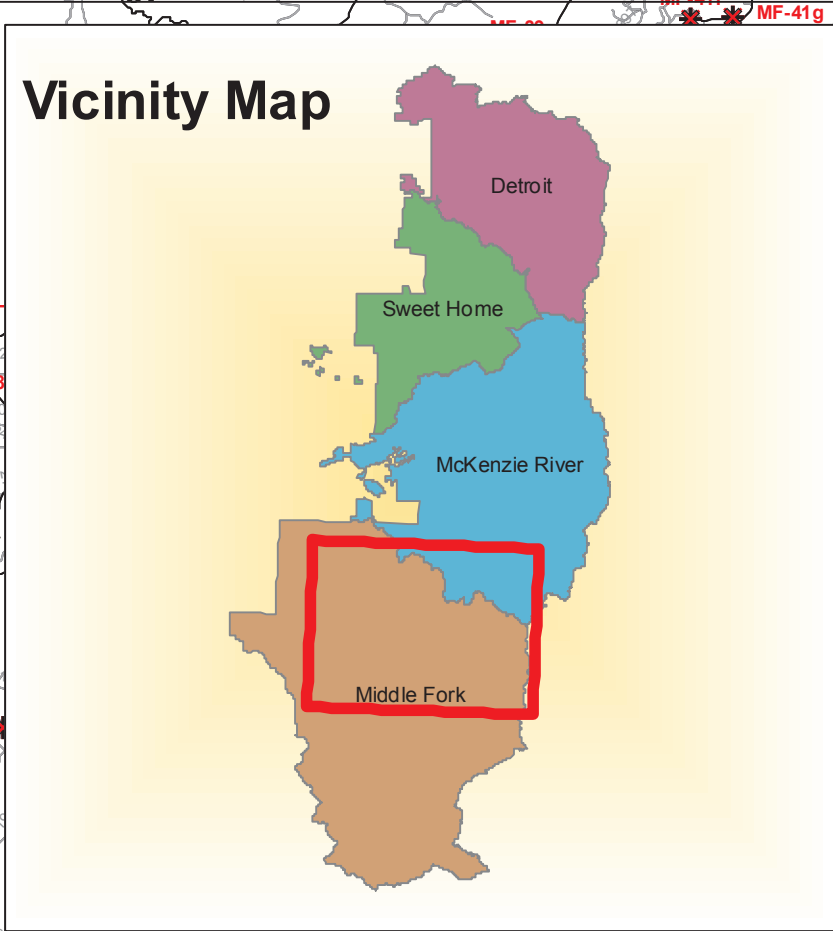 MF-41g
Vicinity Map
Detroit
Sweet Home
McKenzie River
Middle Fork